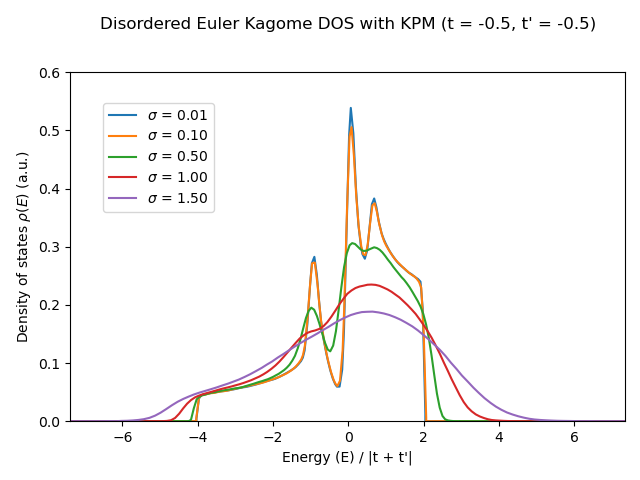 Disordered Euler Kagome DOS with KPM (t = -0.5, t' = -0.5)
0.6
0.5
0.4
0.3
0.2
0.1
0.0
Density of states ρ(E) (a.u.)
σ = 0.01
σ = 0.10
σ = 0.50
σ = 1.00
σ = 1.50
−6 −4 −2 0 2 4 6
Energy (E) / |t + t'|